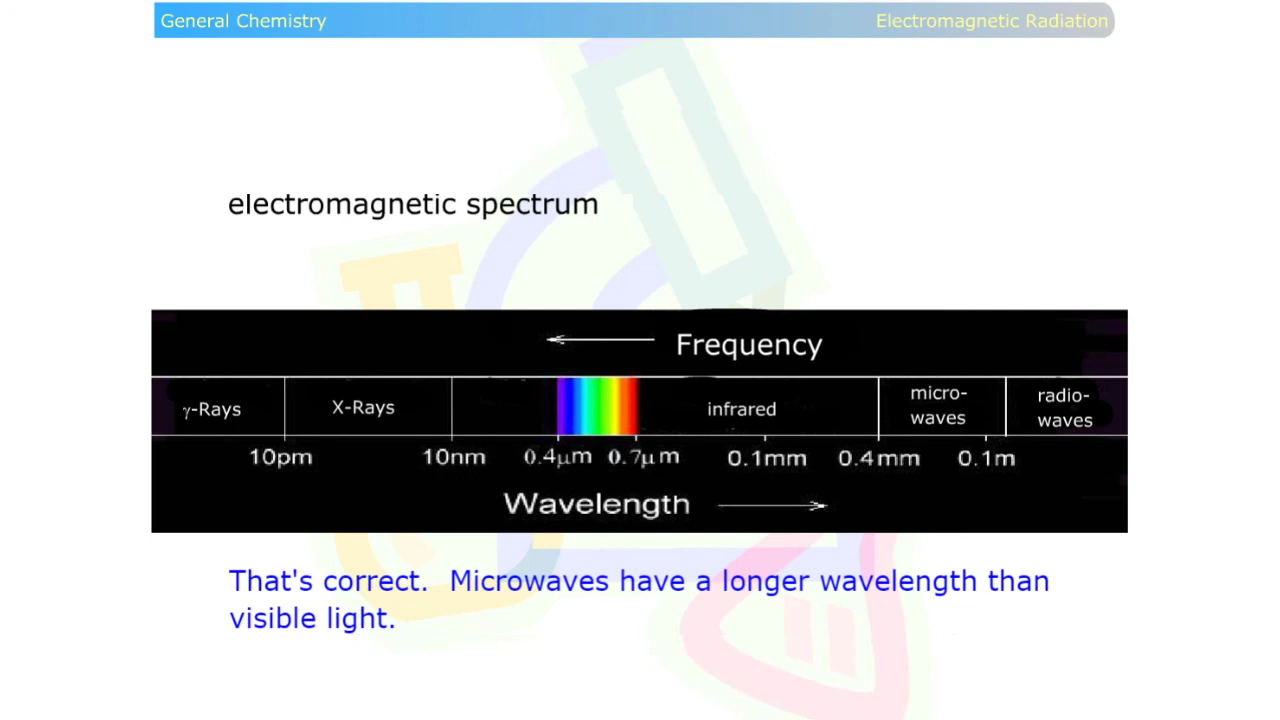 General Chemistry
Electromagnetic Radiation
electromagnetic spectrum
Frequency
γ-Rays
X-Rays
infrared
micro-
waves
radio-
waves
10pm 10nm 0.4μm 0.7μm 0.1mm 0.4mm 0.1m
Wavelength
That's correct.  Microwaves have a longer wavelength than
visible light.